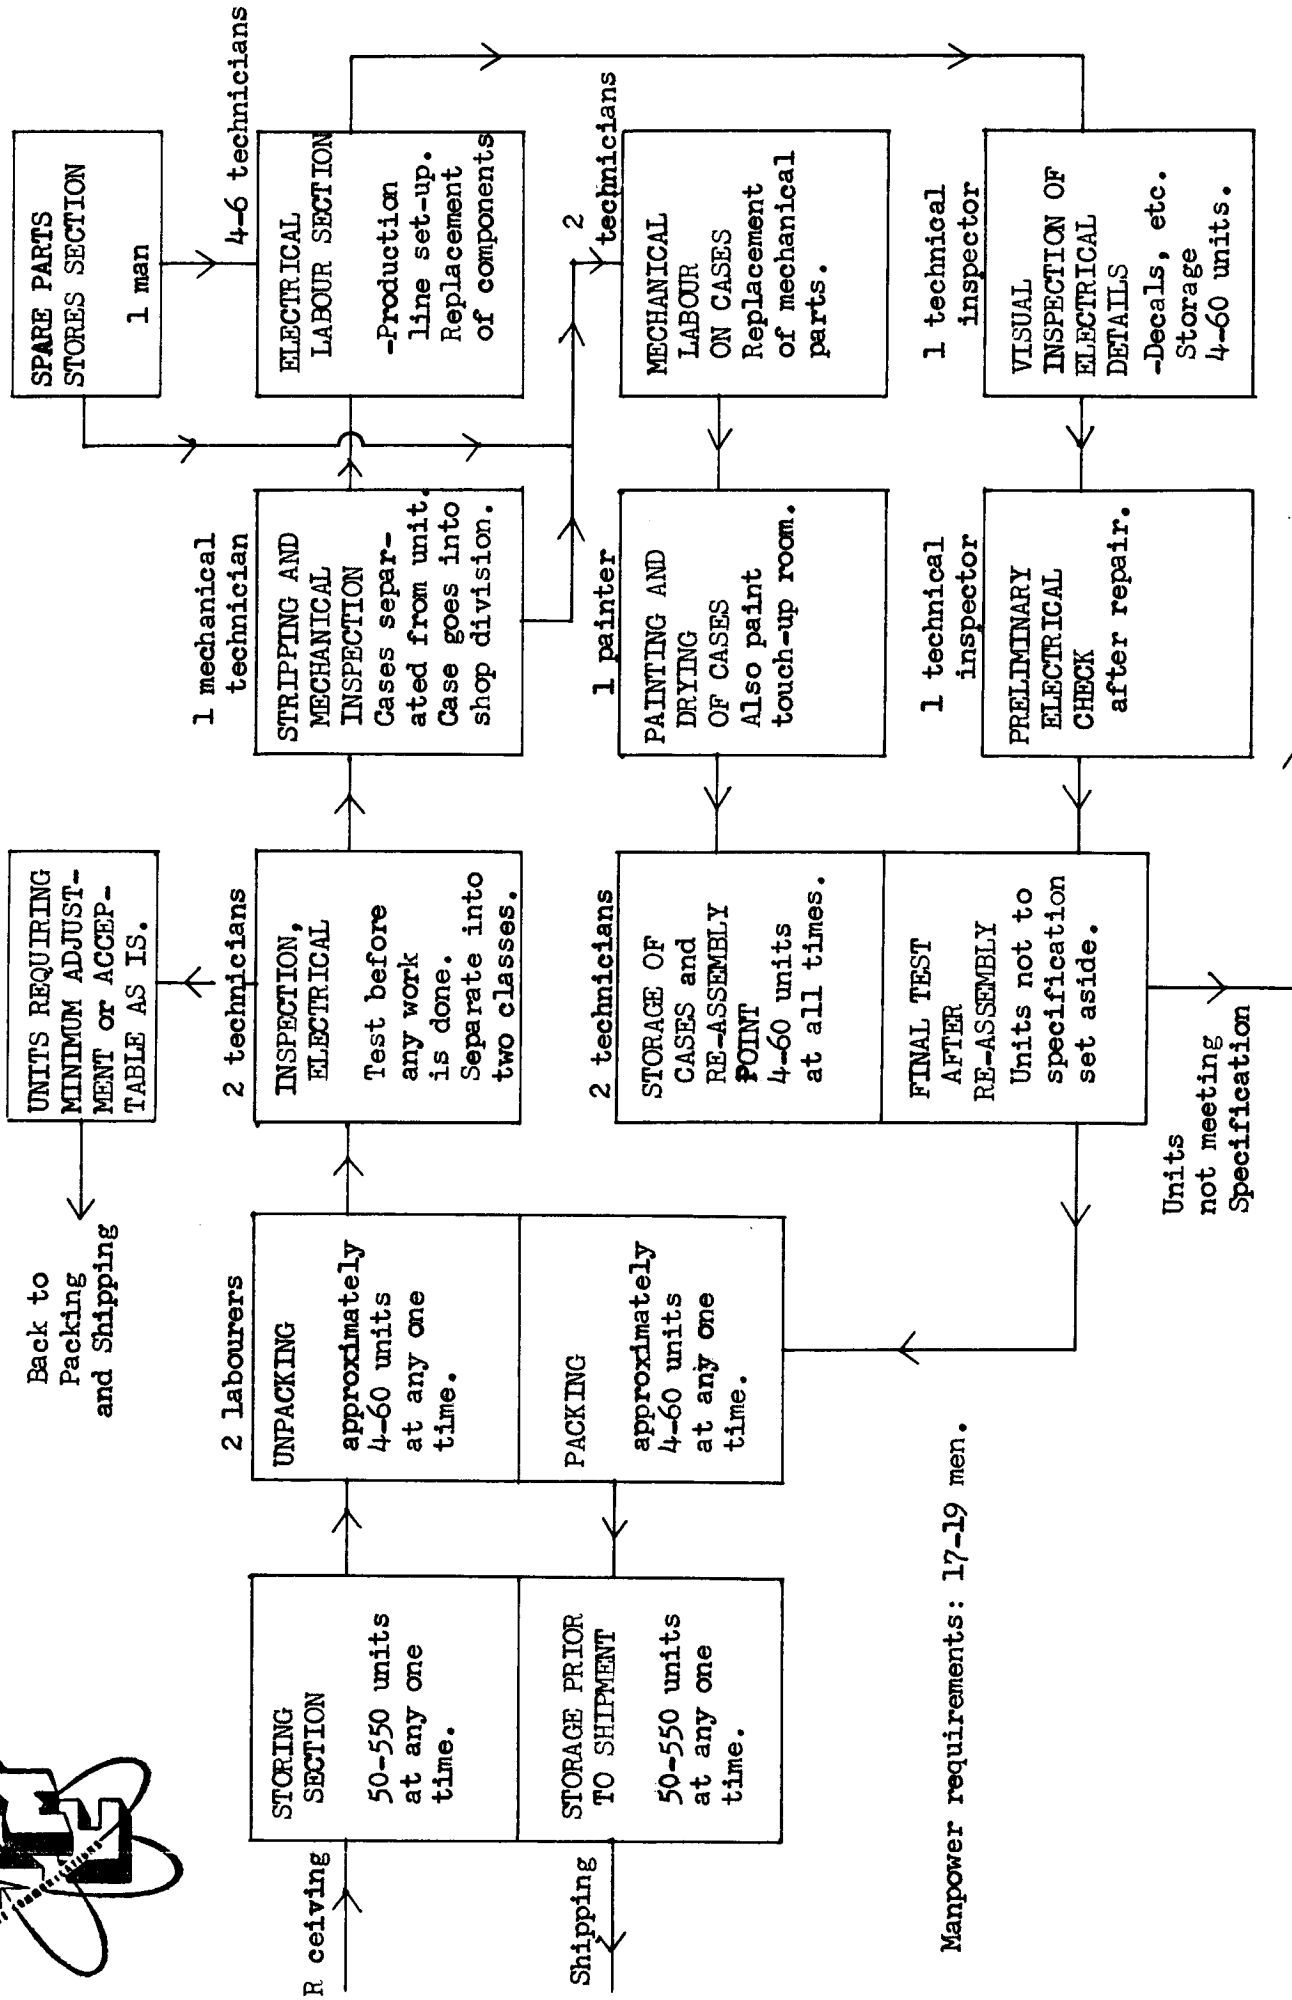 Back to
Packing
and Shipping
UNITS REQUIRING
MINIMUM ADJUST-
MENT or ACCEP-
TABLE AS IS.
SPARE PARTS
STORES SECTION
1 man
R ceiving
STORING
SECTION
50-550 units
at any one
time.
2 labourers
UNPACKING
approximately
4-60 units
at any one
time.
2 technicians
INSPECTION,
ELECTRICAL
Test before
any work
is done.
Separate into
two classes.
1 mechanical
technician
STRIPPING AND
MECHANICAL
INSPECTION
Cases separ-
ated from unit.
Case goes into
shop division.
4-6 technicians
ELECTRICAL
LABOUR SECTION
-Production
line set-up.
Replacement
of components
Shipping
STORAGE PRIOR
TO SHIPMENT
50-550 units
at any one
time.
PACKING
approximately
4-60 units
at any one
time.
2 technicians
STORAGE OF
CASES and
RE-ASSEMBLY
POINT
4-60 units
at all times.
1 painter
PAINTING AND
DRYING
OF CASES
Also paint
touch-up room.
2
technicians
MECHANICAL
LABOUR
ON CASES
Replacement
of mechanical
parts.
FINAL TEST
AFTER
RE-ASSEMBLY
Units not to
specification
set aside.
1 technical
inspector
PRELIMINARY
ELECTRICAL
CHECK
after repair.
1 technical
inspector
VISUAL
INSPECTION OF
ELECTRICAL
DETAILS
-Decals, etc.
Storage
4-60 units.
Manpower requirements: 17-19 men.
Units
not meeting
Specification